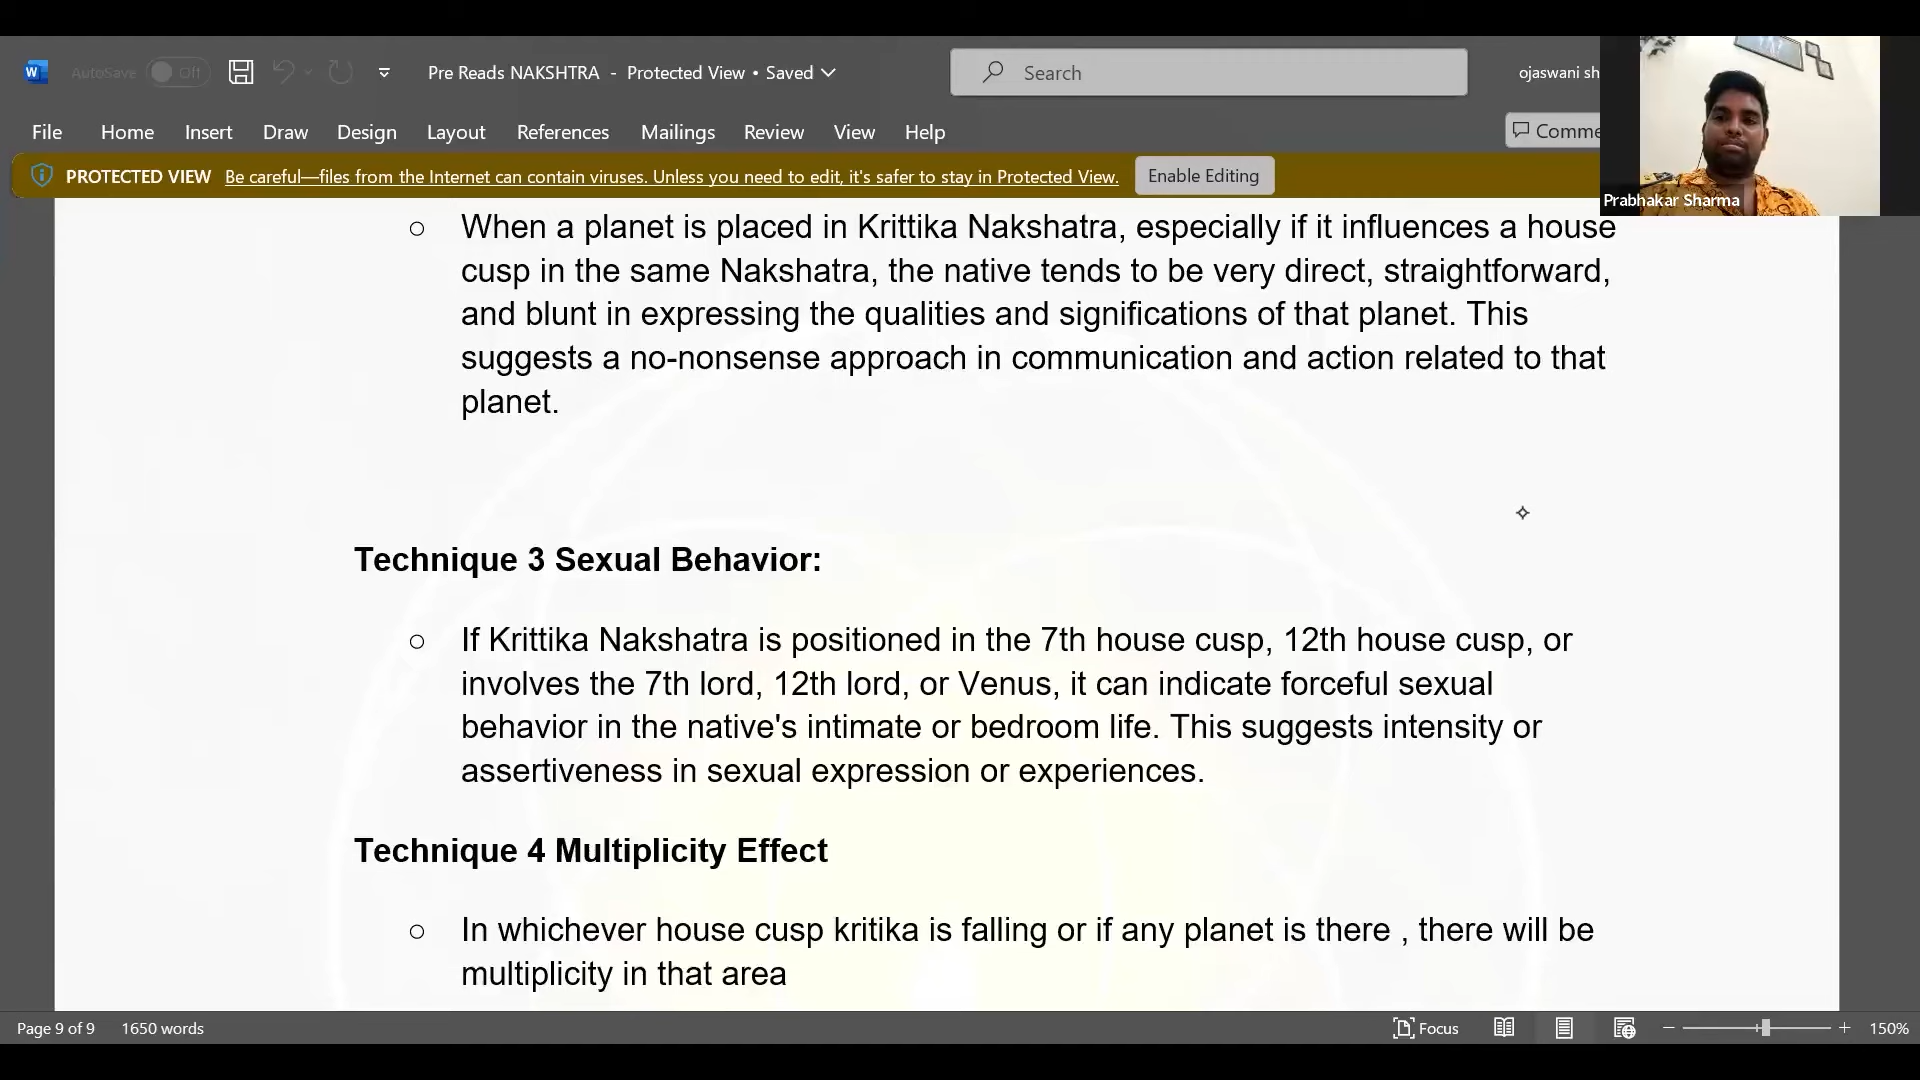 AutoSave Off Pre Reads NAKSHTRA - Protected View • Saved Search ojaswani sh
File Home Insert Draw Design Layout References Mailings Review View Help Comme
PROTECTED VIEW Be careful—files from the Internet can contain viruses. Unless you need to edit, it's safer to stay in Protected View. Enable Editing
Prabhakar Sharma
○ When a planet is placed in Krittika Nakshatra, especially if it influences a house
cusp in the same Nakshatra, the native tends to be very direct, straightforward,
and blunt in expressing the qualities and significations of that planet. This
suggests a no-nonsense approach in communication and action related to that
planet.
Technique 3 Sexual Behavior:
○ If Krittika Nakshatra is positioned in the 7th house cusp, 12th house cusp, or
involves the 7th lord, 12th lord, or Venus, it can indicate forceful sexual
behavior in the native's intimate or bedroom life. This suggests intensity or
assertiveness in sexual expression or experiences.
Technique 4 Multiplicity Effect
○ In whichever house cusp kritika is falling or if any planet is there , there will be
multiplicity in that area
Page 9 of 9 1650 words Focus 150%